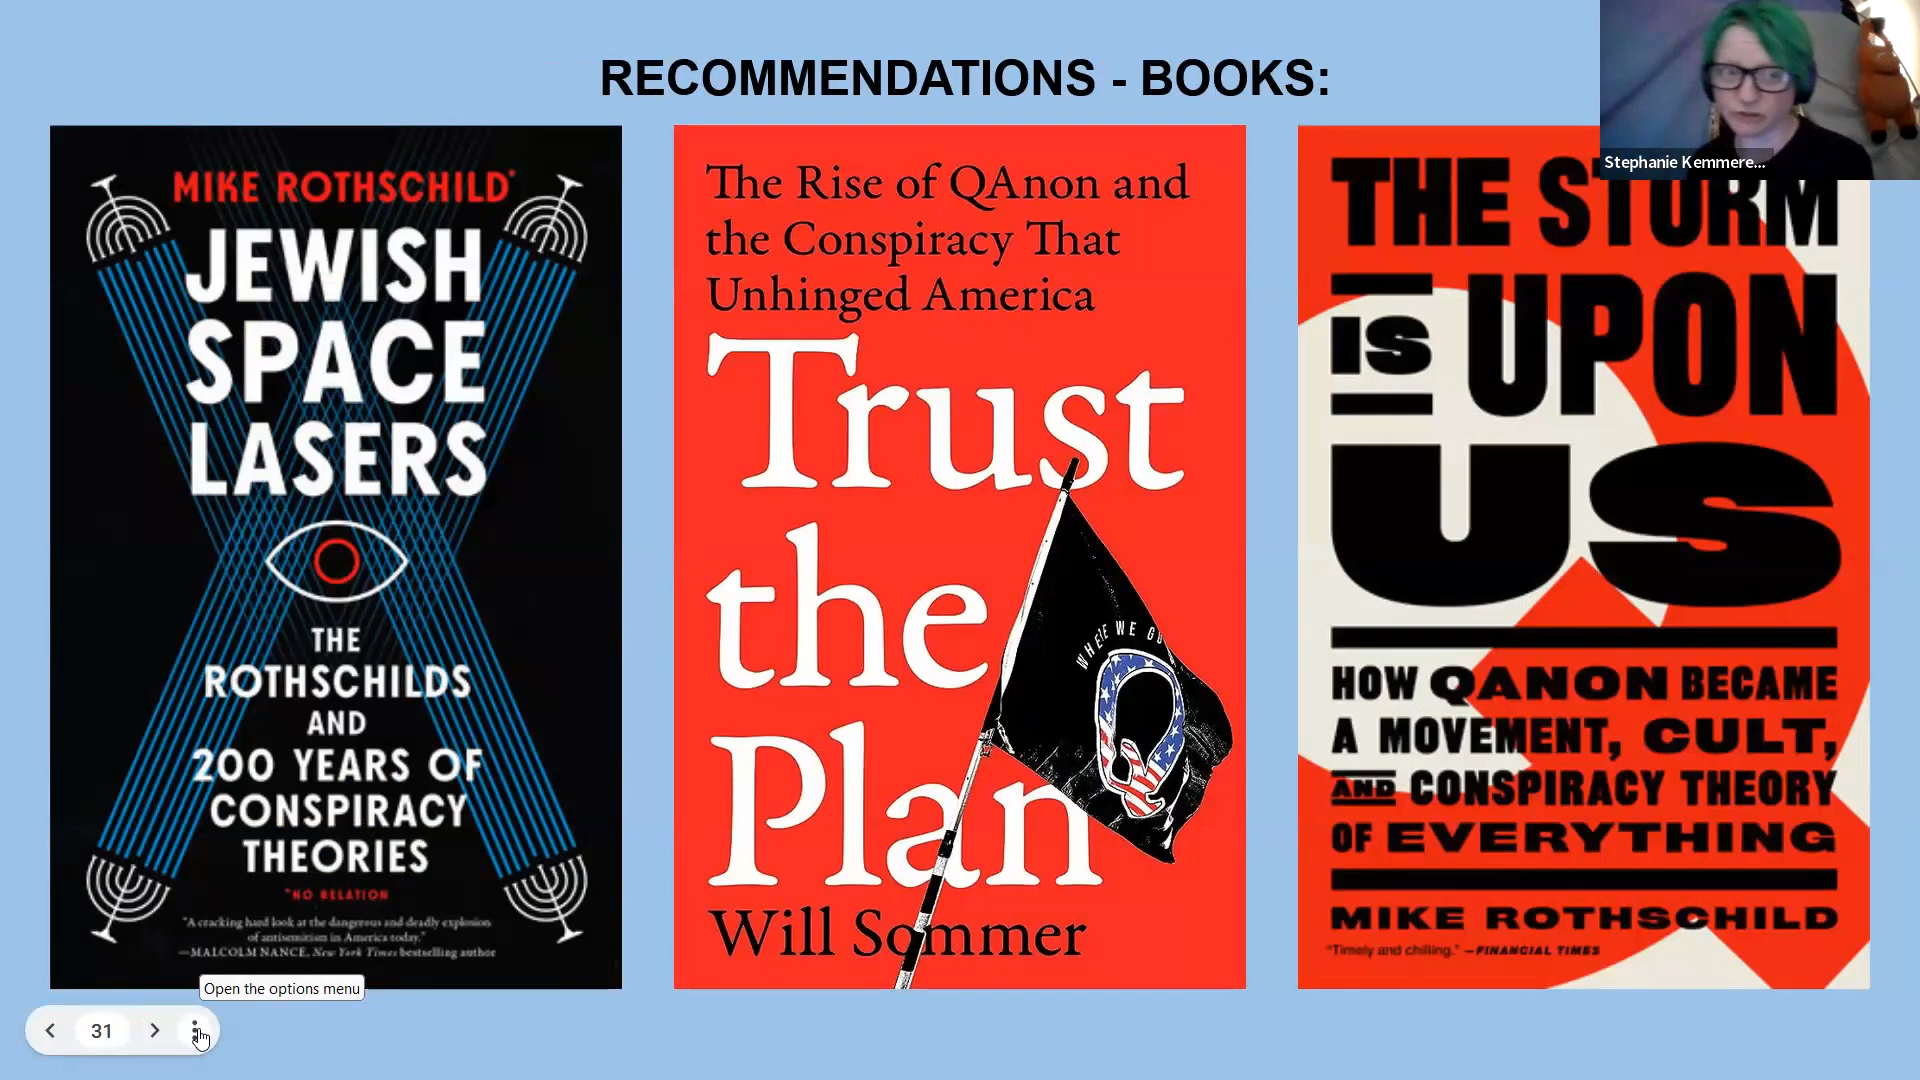 RECOMMENDATIONS - BOOKS:
Stephanie Kemmere...
MIKE ROTHSCHILD*
JEWISH
SPACE
LASERS
THE
ROTHSCHILDS
AND
200 YEARS OF
CONSPIRACY
THEORIES
*NO RELATION
"A cracking hard look at the dangerous and deadly explosion
of antisemitism in America today."
—MALCOLM NANCE, New York Times bestselling author
The Rise of QAnon and
the Conspiracy That
Unhinged America
Trust
the
Plan
WHERE WE GO
Will Sommer
THE STORM
IS UPON
US
HOW QANON BECAME
A MOVEMENT, CULT,
AND CONSPIRACY THEORY
OF EVERYTHING
MIKE ROTHSCHILD
"Timely and chilling." —FINANCIAL TIMES
Open the options menu
31